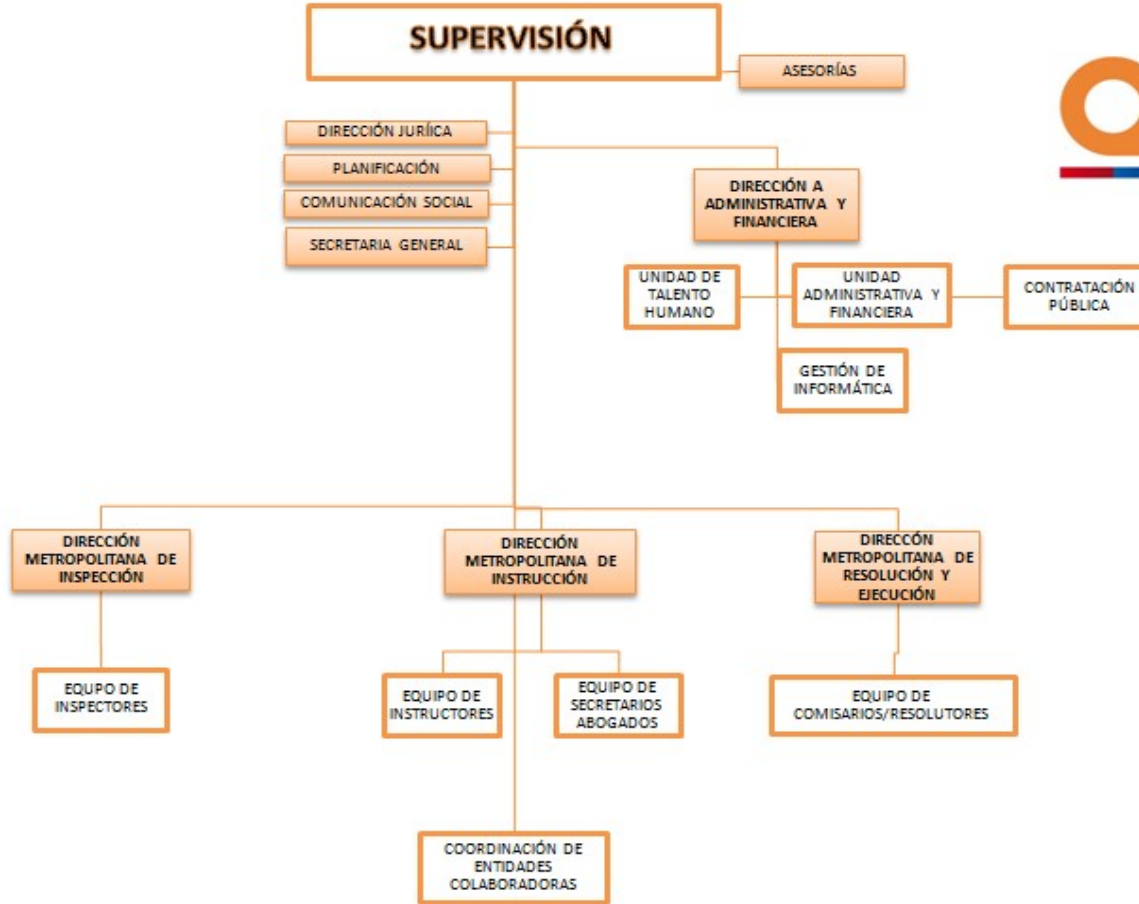 SUPERVISIÓN
ASESORÍAS
DIRECCIÓN JURÍICA
PLANIFICACIÓN
COMUNICACIÓN SOCIAL
SECRETARIA GENERAL
DIRECCIÓN A
ADMINISTRATIVA Y
FINANCIERA
UNIDAD DE
TALENTO
HUMANO
UNIDAD
ADMINISTRATIVA Y
FINANCIERA
CONTRATACIÓN
PÚBLICA
GESTIÓN DE
INFORMÁTICA
DIRECCIÓN
METROPOLITANA DE
INSPECCIÓN
DIRECCIÓN
METROPOLITANA DE
INSTRUCCIÓN
DIRECCÓN
METROPOLITANA DE
RESOLUCIÓN Y
EJECUCIÓN
EQUPO DE
INSPECTORES
EQUIPO DE
INSTRUCTORES
EQUIPO DE
SECRETARIOS
ABOGADOS
EQUIPO DE
COMISARIOS/RESOLUTORES
COORDINACIÓN DE
ENTIDADES
COLABORADORAS